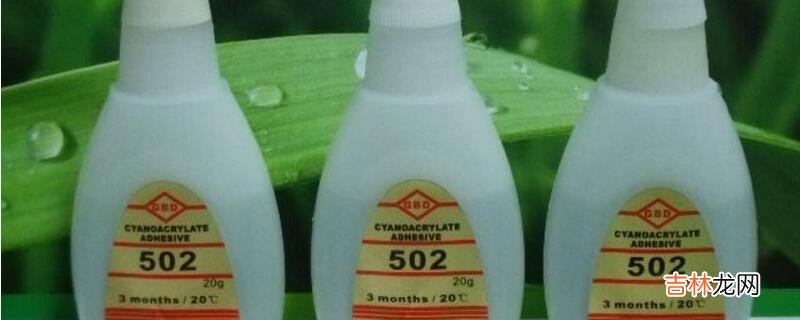 GBD
CYANOACRYLATE
ADHESIVE
502
20g
3 months / 20℃
GBD
CYANOACRYLATE
ADHESIVE
502
20g
3 months / 20℃
GBD
CYANOACRYLATE
ADHESIVE
502
20g
3 months / 20℃
吉林龙网